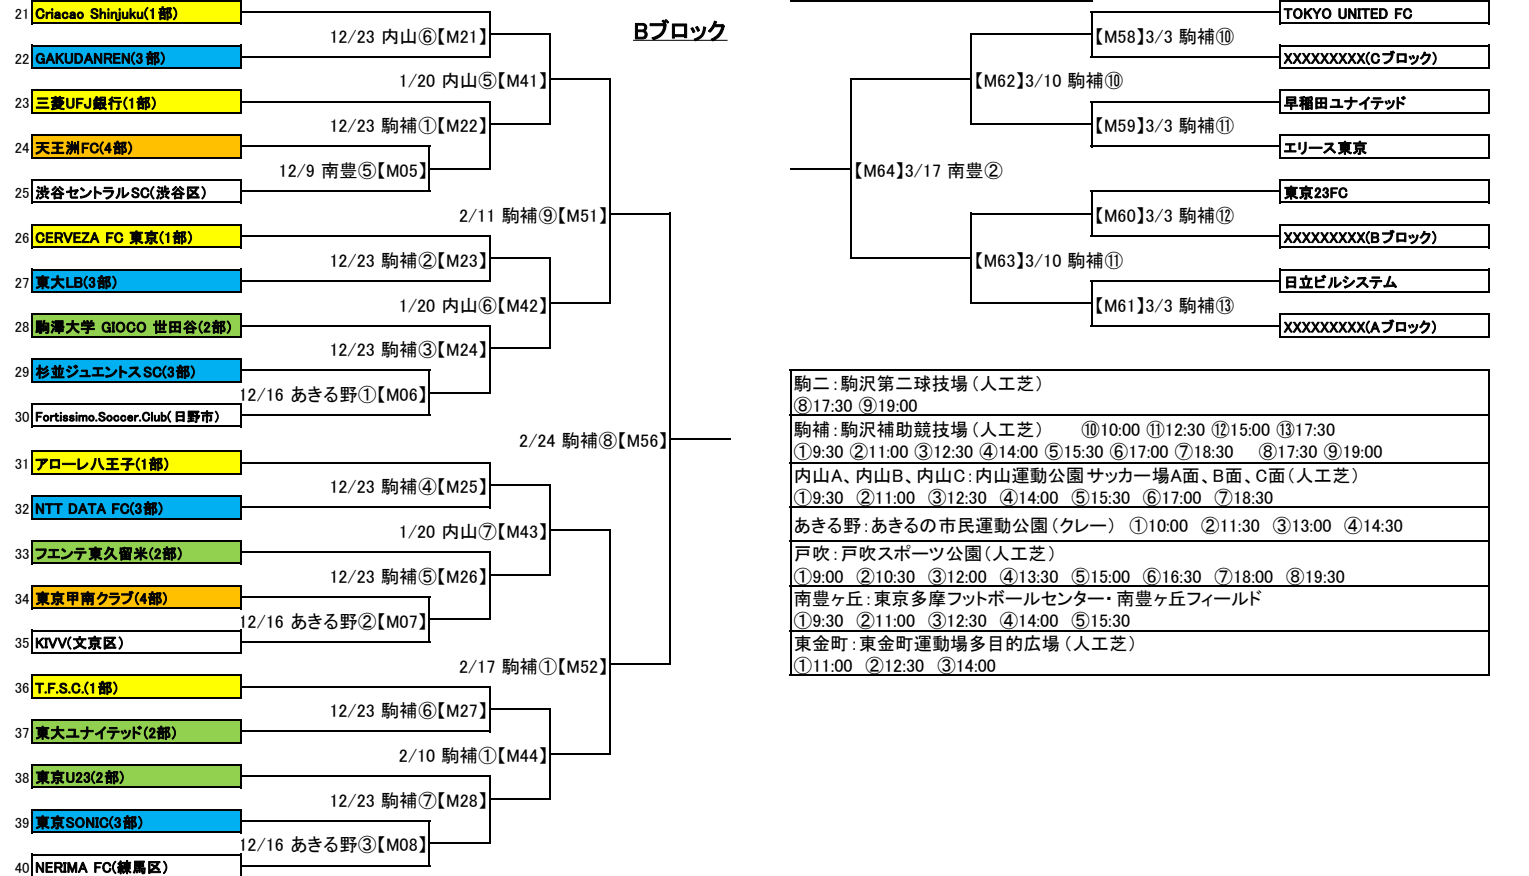 Bブロック
21 Criacao Shinjuku(1部)
12/23 内山⑥【M21】
22 GAKUDANREN(3部)
1/20 内山⑤【M41】
23 三菱UFJ銀行(1部)
12/23 駒補①【M22】
24 天王洲FC(4部)
12/9 南豊⑤【M05】
25 渋谷セントラルSC(渋谷区)
2/11 駒補⑨【M51】
26 CERVEZA FC 東京(1部)
12/23 駒補②【M23】
27 東大LB(3部)
1/20 内山⑥【M42】
28 駒澤大学 GIOCO 世田谷(2部)
12/23 駒補③【M24】
29 杉並ジュエントスSC(3部)
12/16 あきる野①【M06】
30 Fortissimo.Soccer.Club(日野市)
2/24 駒補⑧【M56】
31 アローレ八王子(1部)
12/23 駒補④【M25】
32 NTT DATA FC(3部)
1/20 内山⑦【M43】
33 フエンテ東久留米(2部)
12/23 駒補⑤【M26】
34 東京甲南クラブ(4部)
12/16 あきる野②【M07】
35 KIVV(文京区)
2/17 駒補①【M52】
36 T.F.S.C.(1部)
12/23 駒補⑥【M27】
37 東大ユナイテッド(2部)
2/10 駒補①【M44】
38 東京U23(2部)
12/23 駒補⑦【M28】
39 東京SONIC(3部)
12/16 あきる野③【M08】
40 NERIMA FC(練馬区)
TOKYO UNITED FC
【M58】3/3 駒補⑩
XXXXXXXXX(Cブロック)
【M62】3/10 駒補⑩
早稲田ユナイテッド
【M59】3/3 駒補⑪
エリース東京
【M64】3/17 南豊②
東京23FC
【M60】3/3 駒補⑫
XXXXXXXXX(Bブロック)
【M63】3/10 駒補⑪
日立ビルシステム
【M61】3/3 駒補⑬
XXXXXXXXX(Aブロック)
駒二：駒沢第二球技場（人工芝）
⑧17:30 ⑨19:00
駒補：駒沢補助競技場（人工芝） ⑩10:00 ⑪12:30 ⑫15:00 ⑬17:30
①9:30 ②11:00 ③12:30 ④14:00 ⑤15:30 ⑥17:00 ⑦18:30 ⑧17:30 ⑨19:00
内山A、内山B、内山C：内山運動公園サッカー場A面、B面、C面（人工芝）
①9:30 ②11:00 ③12:30 ④14:00 ⑤15:30 ⑥17:00 ⑦18:30
あきる野：あきるの市民運動公園（クレー） ①10:00 ②11:30 ③13:00 ④14:30
戸吹：戸吹スポーツ公園（人工芝）
①9:00 ②10:30 ③12:00 ④13:30 ⑤15:00 ⑥16:30 ⑦18:00 ⑧19:30
南豊ヶ丘：東京多摩フットボールセンター・南豊ヶ丘フィールド
①9:30 ②11:00 ③12:30 ④14:00 ⑤15:30
東金町：東金町運動場多目的広場（人工芝）
①11:00 ②12:30 ③14:00